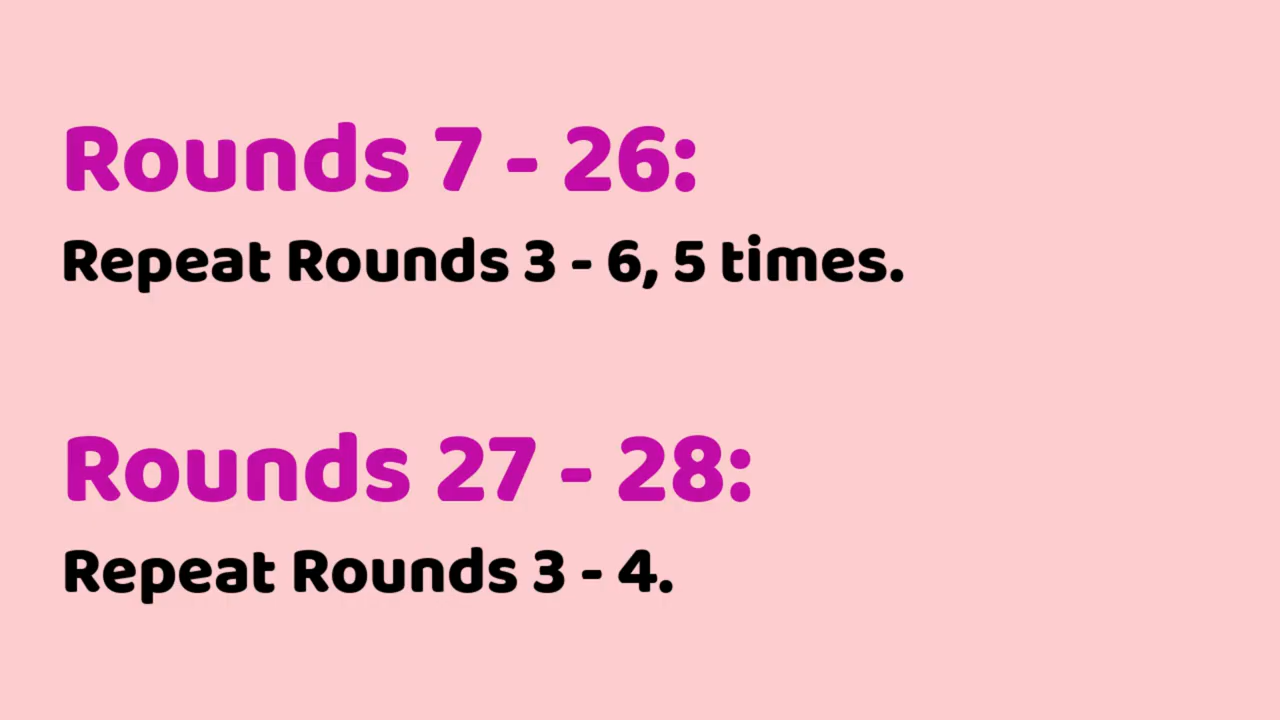 Rounds 7 - 26:
Repeat Rounds 3 - 6, 5 times.
Rounds 27 - 28:
Repeat Rounds 3 - 4.